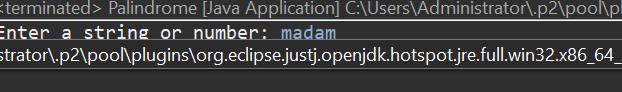 <terminated> Palindrome [Java Application] C:\Users\Administrator\.p2\pool\pl
Enter a string or number: madam
strator\.p2\pool\plugins\org.eclipse.justj.openjdk.hotspot.jre.full.win32.x86_64_